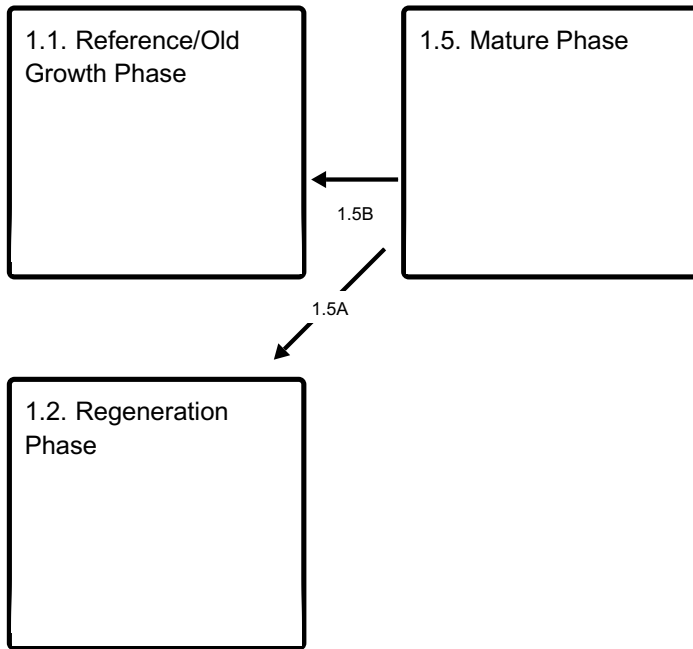 1.1. Reference/Old
Growth Phase
1.5. Mature Phase
1.5B
1.5A
1.2. Regeneration
Phase